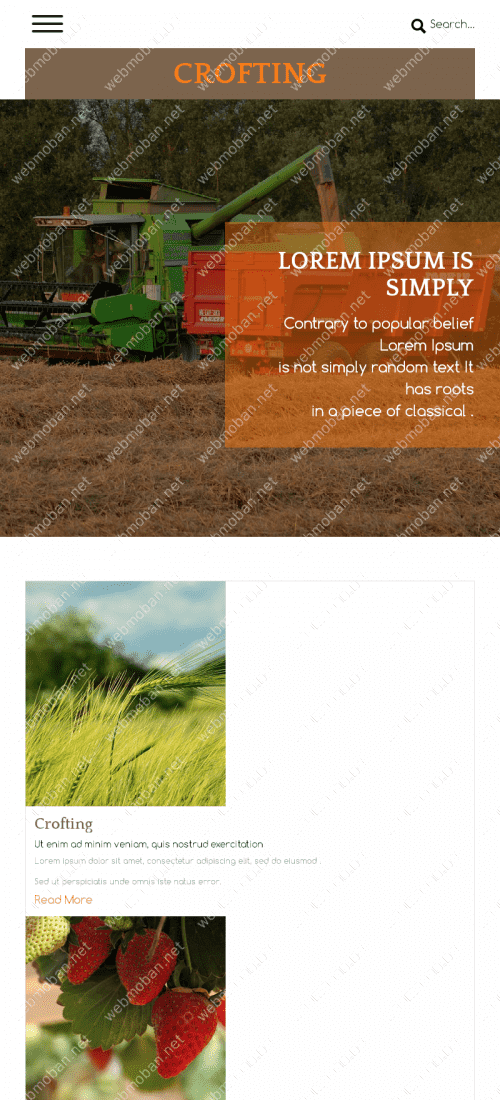 Search...
CROFTING
LOREM IPSUM IS
SIMPLY
Contrary to popular belief
Lorem Ipsum
is not simply random text It
has roots
in a piece of classical .
Crofting
Ut enim ad minim veniam, quis nostrud exercitation
Lorem ipsum dolor sit amet, consectetur adipiscing elit, sed do eiusmod .
Sed ut perspiciatis unde omnis iste natus error.
Read More
webmoban.net